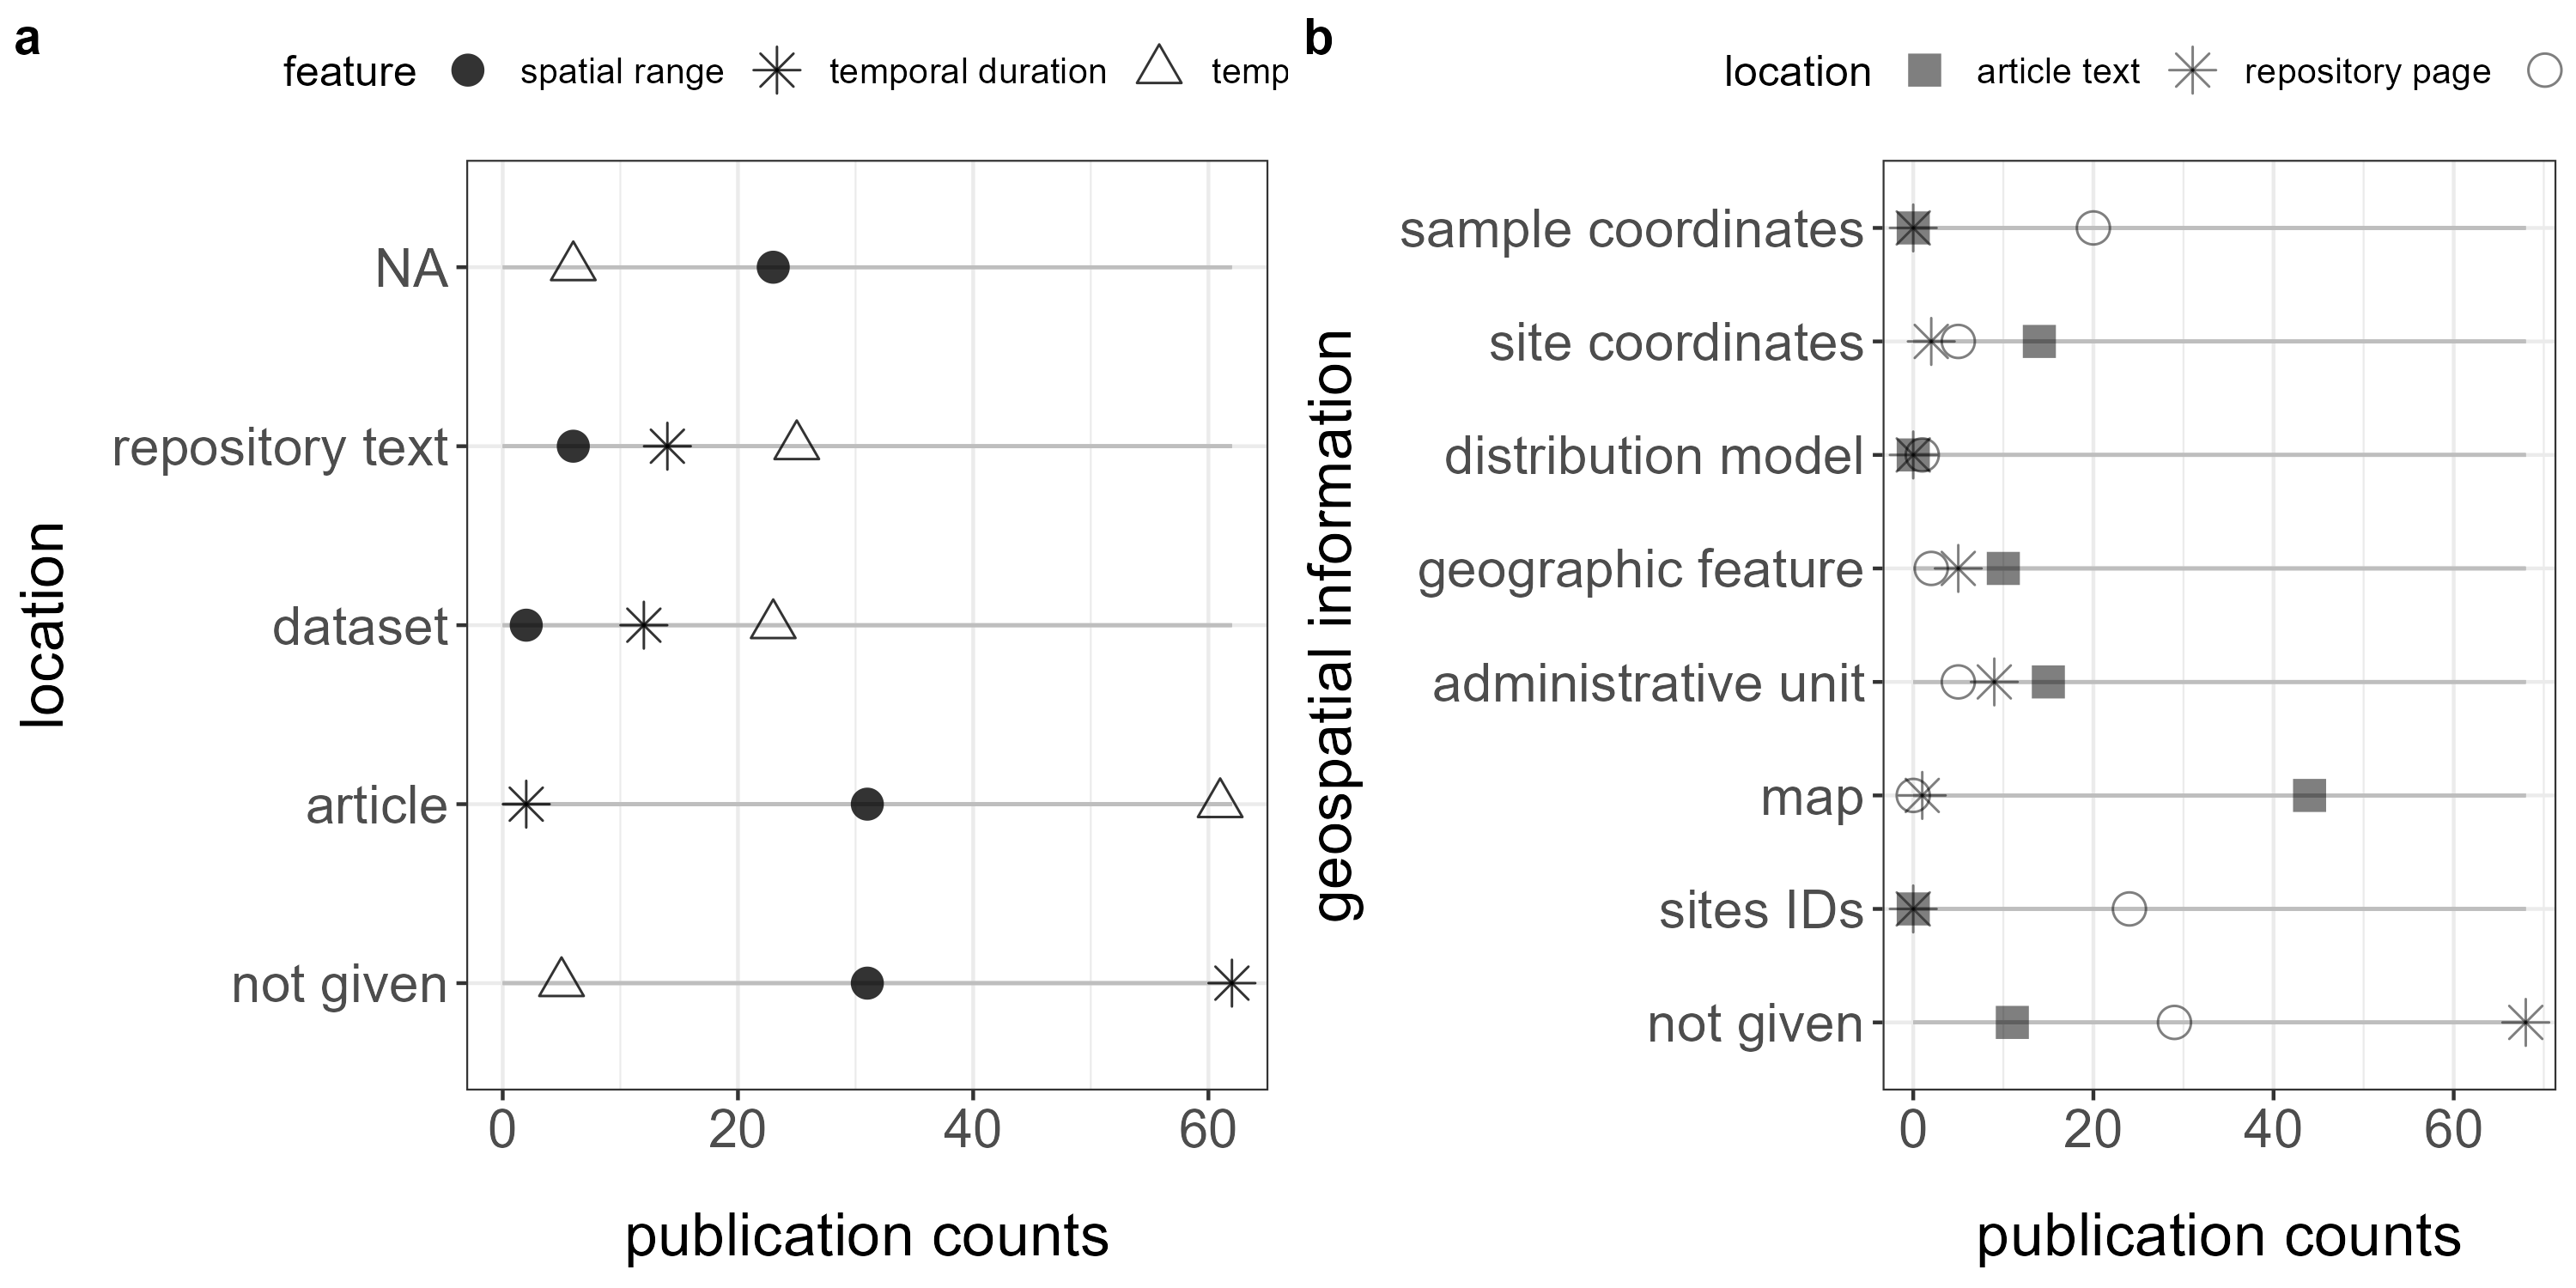 a
feature spatial range temporal duration temp
NA
repository text
dataset
article
not given
location
0 20 40 60
publication counts
b
location article text repository page
sample coordinates
site coordinates
distribution model
geographic feature
administrative unit
map
sites IDs
not given
geospatial information
0 20 40 60
publication counts